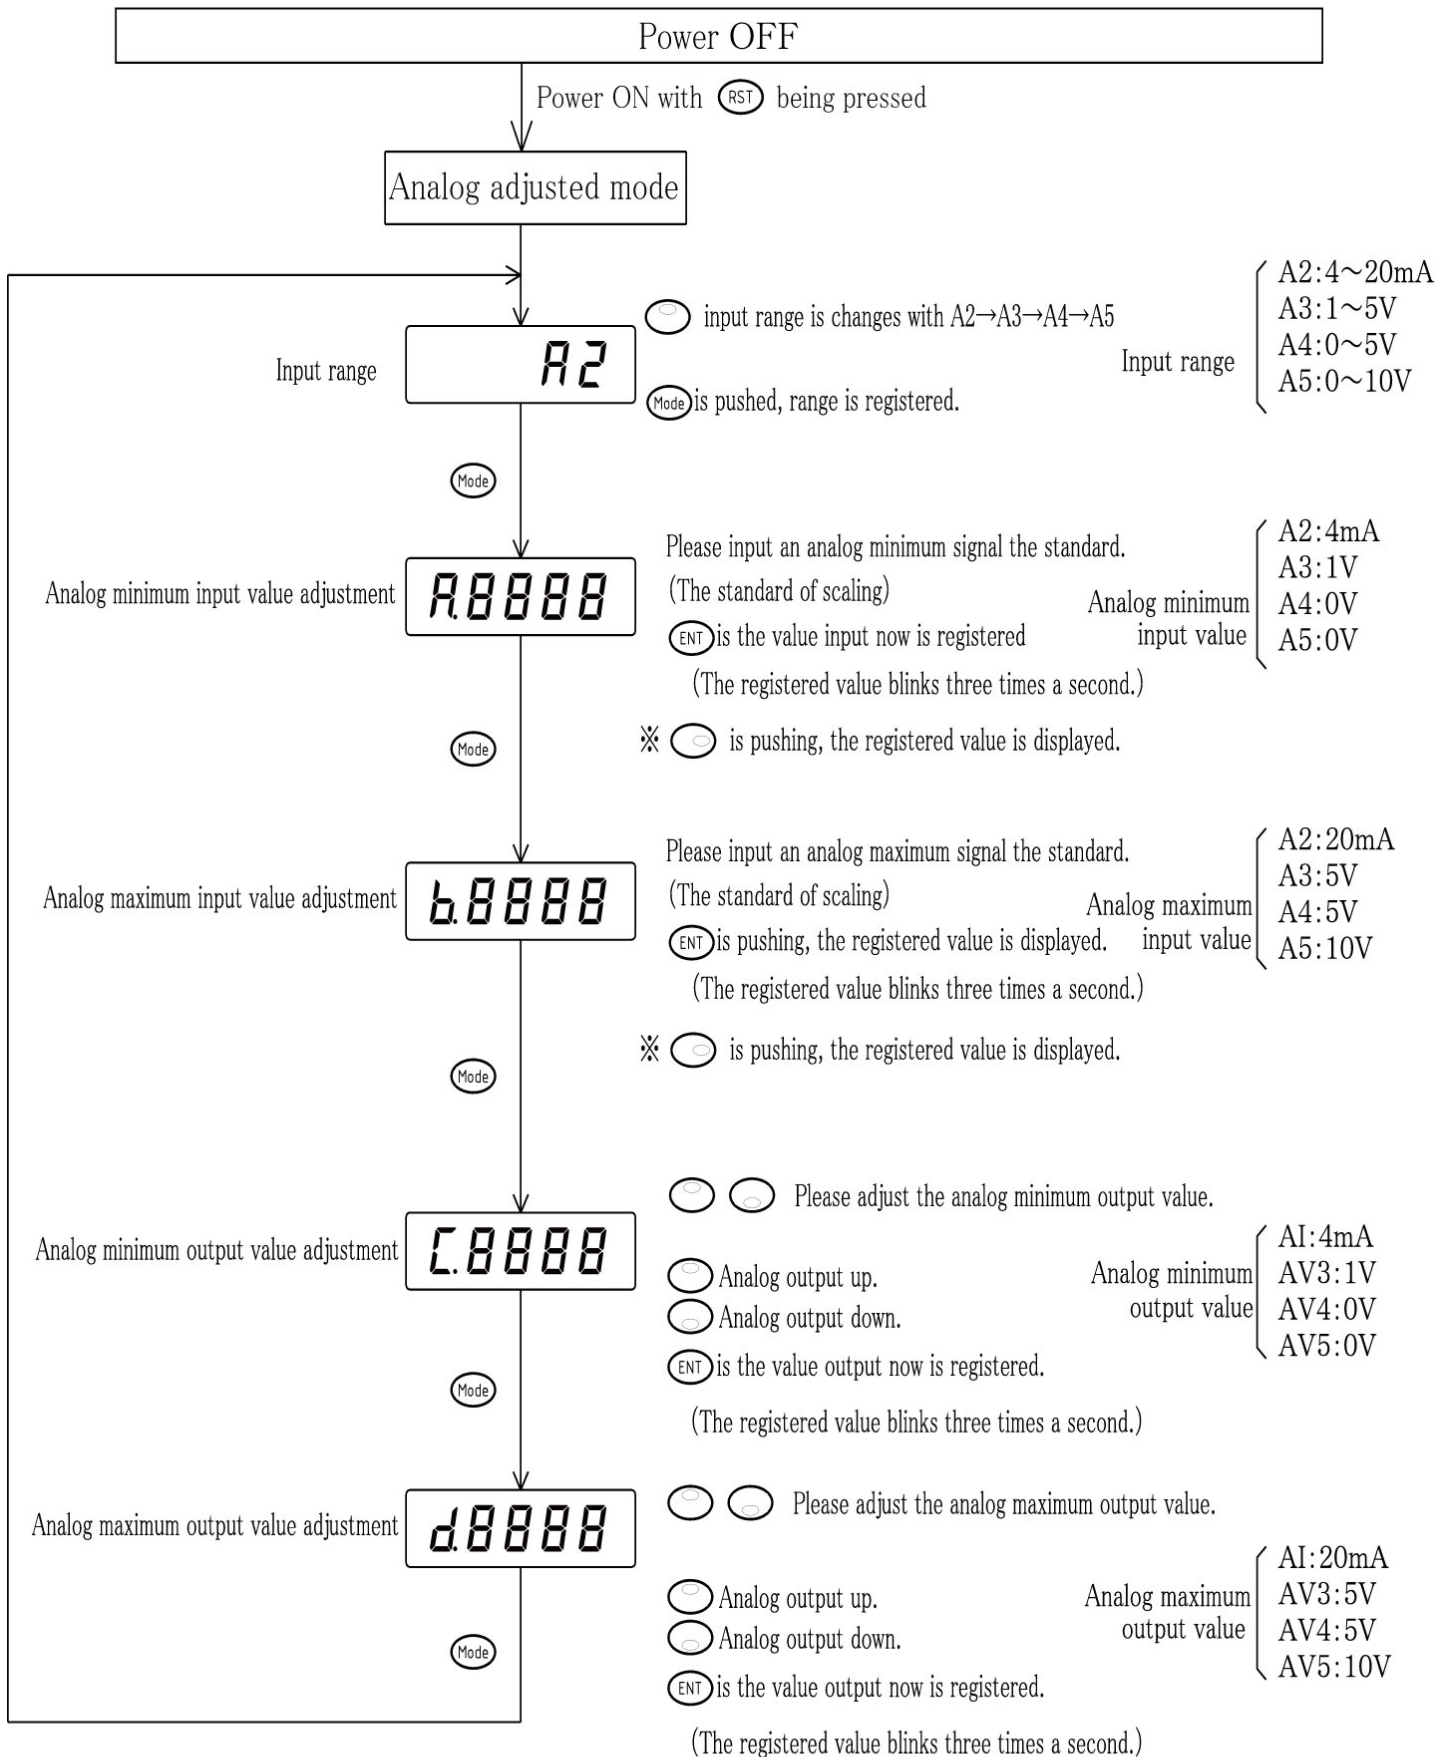 Power OFF
Power ON with RST being pressed
Analog adjusted mode
Input range
A2
input range is changes with A2→A3→A4→A5
Mode is pushed, range is registered.
Input range
A2:4～20mA
A3:1～5V
A4:0～5V
A5:0～10V
Mode
Analog minimum input value adjustment
A.8888
Please input an analog minimum signal the standard.
(The standard of scaling)
ENT is the value input now is registered
(The registered value blinks three times a second.)
※ is pushing, the registered value is displayed.
Analog minimum
input value
A2:4mA
A3:1V
A4:0V
A5:0V
Mode
Analog maximum input value adjustment
b.8888
Please input an analog maximum signal the standard.
(The standard of scaling)
ENT is pushing, the registered value is displayed.
(The registered value blinks three times a second.)
※ is pushing, the registered value is displayed.
Analog maximum
input value
A2:20mA
A3:5V
A4:5V
A5:10V
Mode
Analog minimum output value adjustment
C.8888
Please adjust the analog minimum output value.
Analog output up.
Analog output down.
ENT is the value output now is registered.
(The registered value blinks three times a second.)
Analog minimum
output value
AI:4mA
AV3:1V
AV4:0V
AV5:0V
Mode
Analog maximum output value adjustment
d.8888
Please adjust the analog maximum output value.
Analog output up.
Analog output down.
ENT is the value output now is registered.
(The registered value blinks three times a second.)
Analog maximum
output value
AI:20mA
AV3:5V
AV4:5V
AV5:10V
Mode